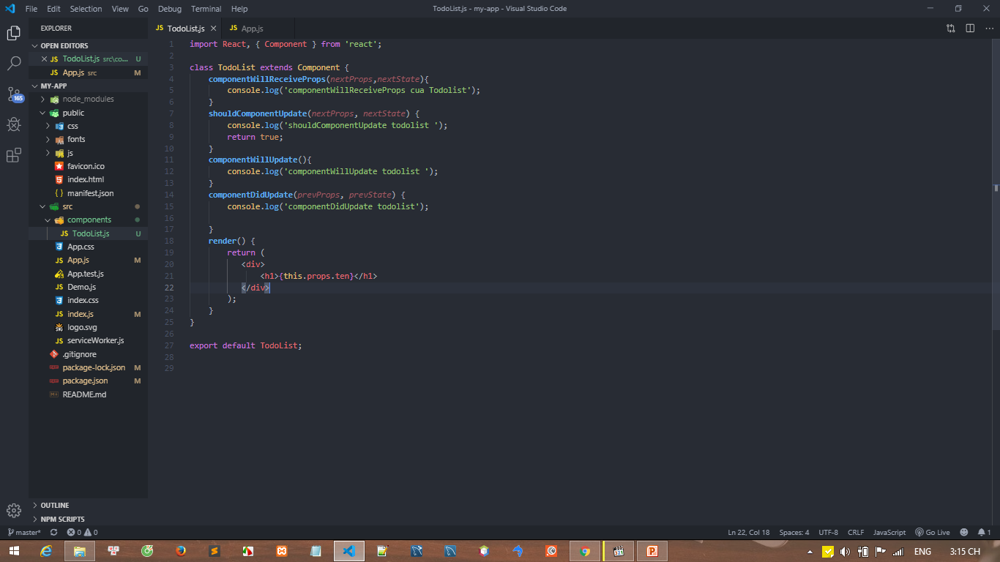 File Edit Selection View Go Debug Terminal Help TodoList.js - my-app - Visual Studio Code
EXPLORER
OPEN EDITORS
TodoList.js src\co... U
App.js src M
MY-APP
node_modules
public
css
fonts
js
favicon.ico
index.html
manifest.json
src
components
TodoList.js U
App.css
App.js M
App.test.js
Demo.js
index.css
index.js M
logo.svg
serviceWorker.js
.gitignore
package-lock.json M
package.json M
README.md
OUTLINE
NPM SCRIPTS
165
TodoList.js App.js
1 import React, { Component } from 'react';
2
3 class TodoList extends Component {
4 componentWillReceiveProps(nextProps,nextState){
5 console.log('componentWillReceiveProps cua Todolist');
6 }
7 shouldComponentUpdate(nextProps, nextState) {
8 console.log('shouldComponentUpdate todolist ');
9 return true;
10 }
11 componentWillUpdate(){
12 console.log('componentWillUpdate todolist ');
13 }
14 componentDidUpdate(prevProps, prevState) {
15 console.log('componentDidUpdate todolist');
16
17 }
18 render() {
19 return (
20 <div>
21 <h1>{this.props.ten}</h1>
22 </div>
23 );
24 }
25 }
26
27 export default TodoList;
28
29
master* 0 0 Ln 22, Col 18 Spaces: 4 UTF-8 CRLF JavaScript Go Live 1
ENG 3:15 CH